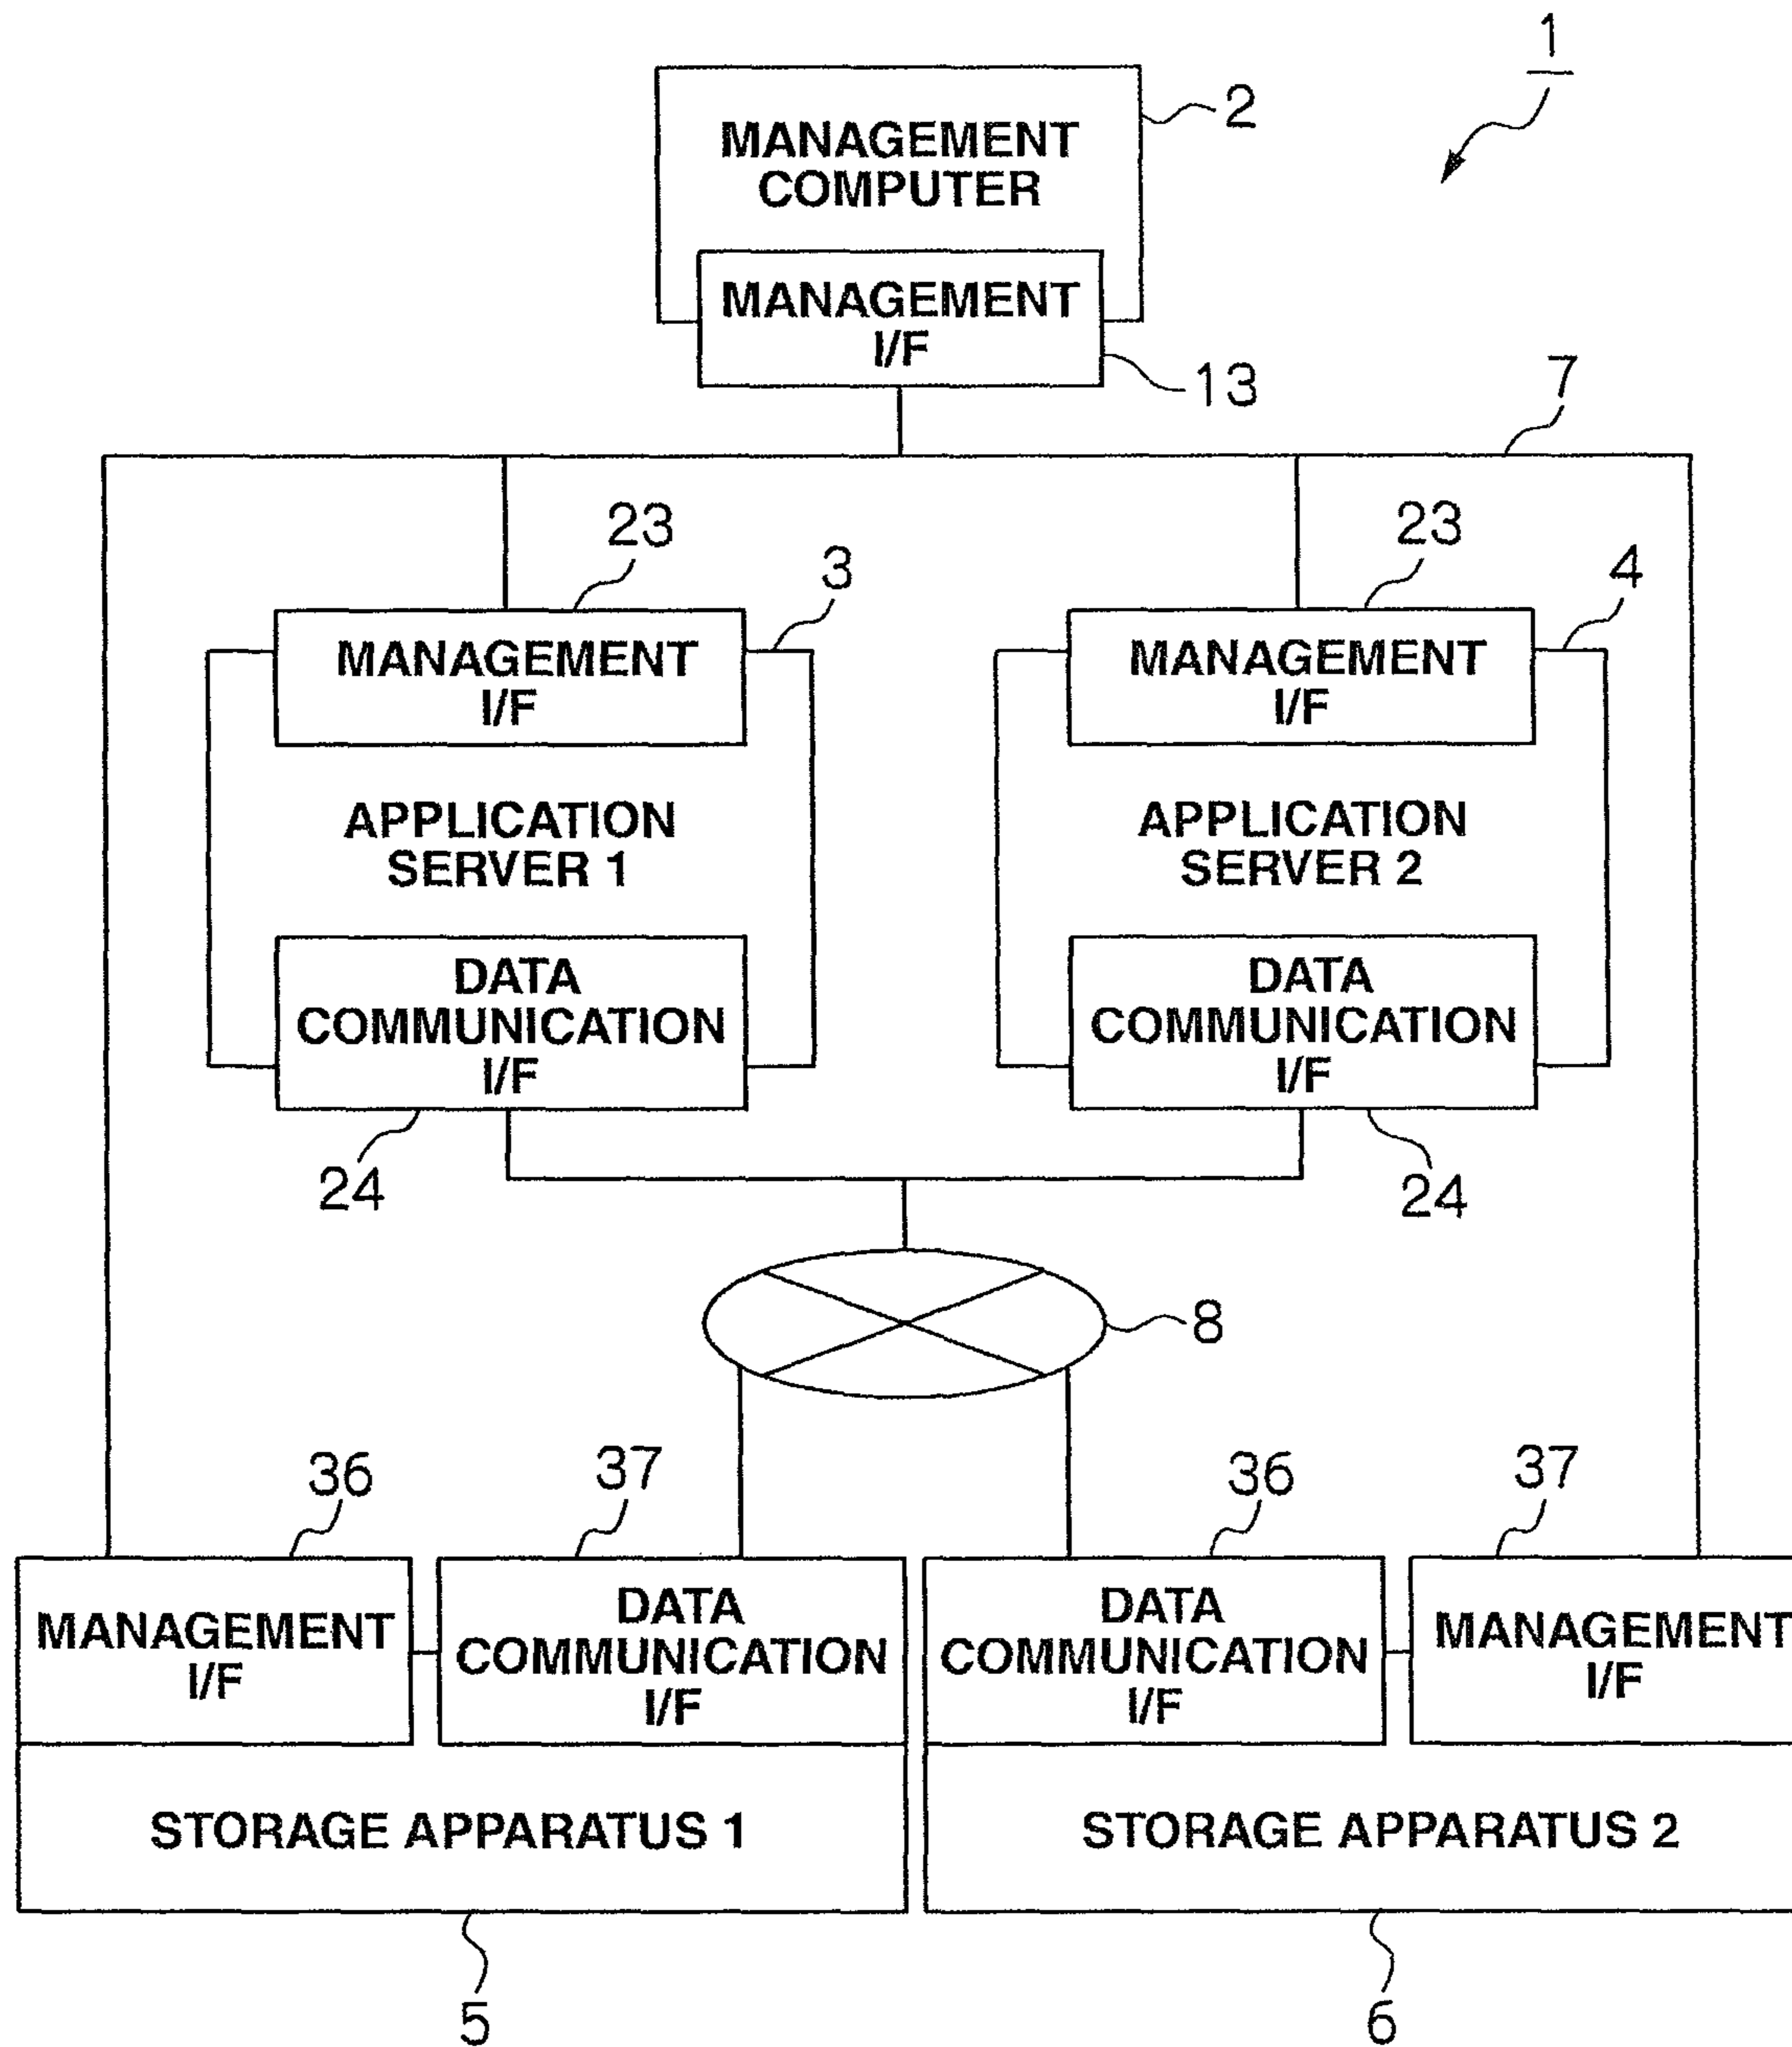 1
2
MANAGEMENT
COMPUTER
MANAGEMENT
I/F
13
7
23
3
23
4
MANAGEMENT
I/F
MANAGEMENT
I/F
APPLICATION
SERVER 1
APPLICATION
SERVER 2
DATA
COMMUNICATION
I/F
DATA
COMMUNICATION
I/F
24
24
8
36
37
36
37
MANAGEMENT
I/F
DATA
COMMUNICATION
I/F
DATA
COMMUNICATION
I/F
MANAGEMENT
I/F
STORAGE APPARATUS 1
STORAGE APPARATUS 2
5
6